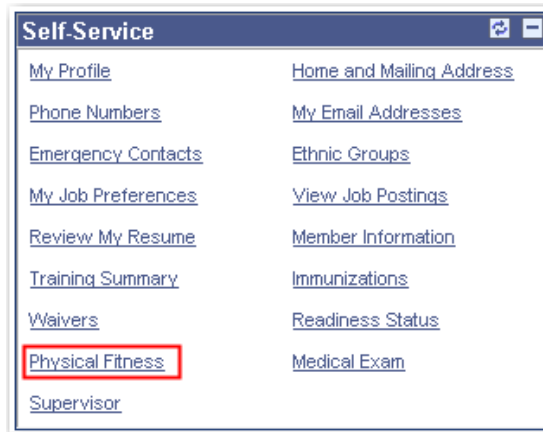 Self-Service
My Profile
Home and Mailing Address
Phone Numbers
My Email Addresses
Emergency Contacts
Ethnic Groups
My Job Preferences
View Job Postings
Review My Resume
Member Information
Training Summary
Immunizations
Waivers
Readiness Status
Physical Fitness
Medical Exam
Supervisor